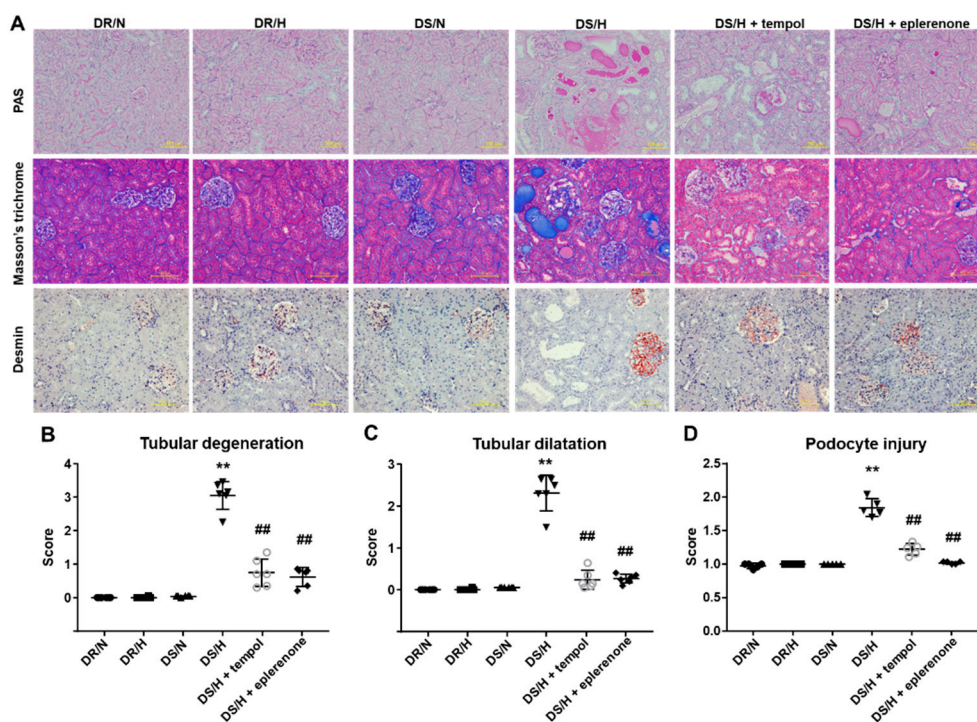 A
DR/N DR/H DS/N DS/H DS/H + tempol DS/H + eplerenone
PAS
Masson's trichrome
Desmin
B
Tubular degeneration
Score
4
3
2
1
0
**
##
##
DR/N
DR/H
DS/N
DS/H
DS/H + tempol
DS/H + eplerenone
C
Tubular dilatation
Score
3
2
1
0
**
##
##
DR/N
DR/H
DS/N
DS/H
DS/H + tempol
DS/H + eplerenone
D
Podocyte injury
Score
2.5
2.0
1.5
1.0
0.5
0.0
**
##
##
DR/N
DR/H
DS/N
DS/H
DS/H + tempol
DS/H + eplerenone